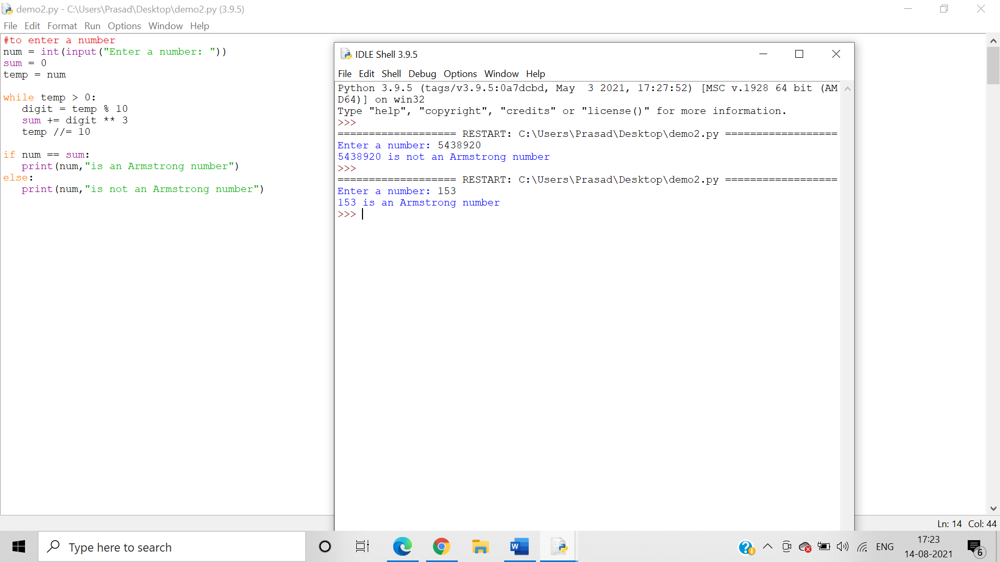 demo2.py - C:\Users\Prasad\Desktop\demo2.py (3.9.5)
File Edit Format Run Options Window Help
#to enter a number
num = int(input("Enter a number: "))
sum = 0
temp = num
while temp > 0:
   digit = temp % 10
   sum += digit ** 3
   temp //= 10
if num == sum:
   print(num,"is an Armstrong number")
else:
   print(num,"is not an Armstrong number")
IDLE Shell 3.9.5
File Edit Shell Debug Options Window Help
Python 3.9.5 (tags/v3.9.5:0a7dcbd, May  3 2021, 17:27:52) [MSC v.1928 64 bit (AM
D64)] on win32
Type "help", "copyright", "credits" or "license()" for more information.
>>>
=================== RESTART: C:\Users\Prasad\Desktop\demo2.py ==================
Enter a number: 5438920
5438920 is not an Armstrong number
>>>
=================== RESTART: C:\Users\Prasad\Desktop\demo2.py ==================
Enter a number: 153
153 is an Armstrong number
>>>
Ln: 14 Col: 44
Type here to search
W
ENG
17:23
14-08-2021
6